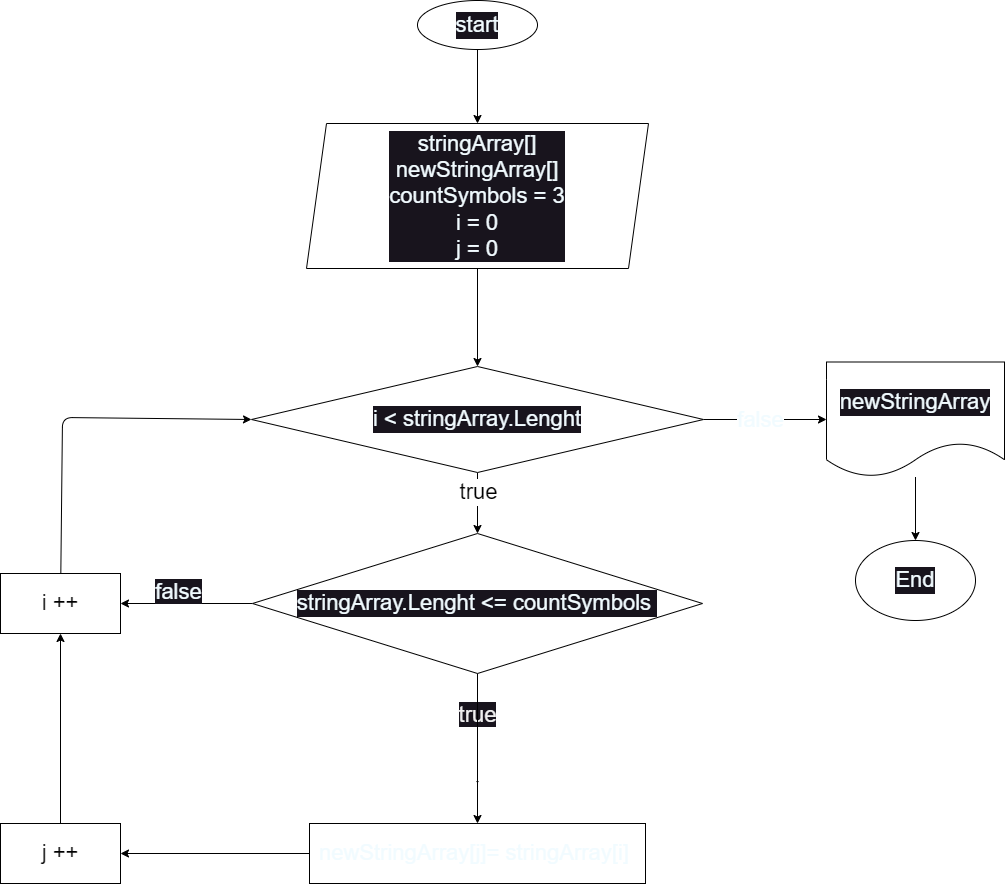 start
stringArray[]
newStringArray[]
countSymbols = 3
i = 0
j = 0
i < stringArray.Lenght
false
newStringArray
true
End
stringArray.Lenght <= countSymbols
false
i ++
true
newStringArray[j]= stringArray[i]
j ++